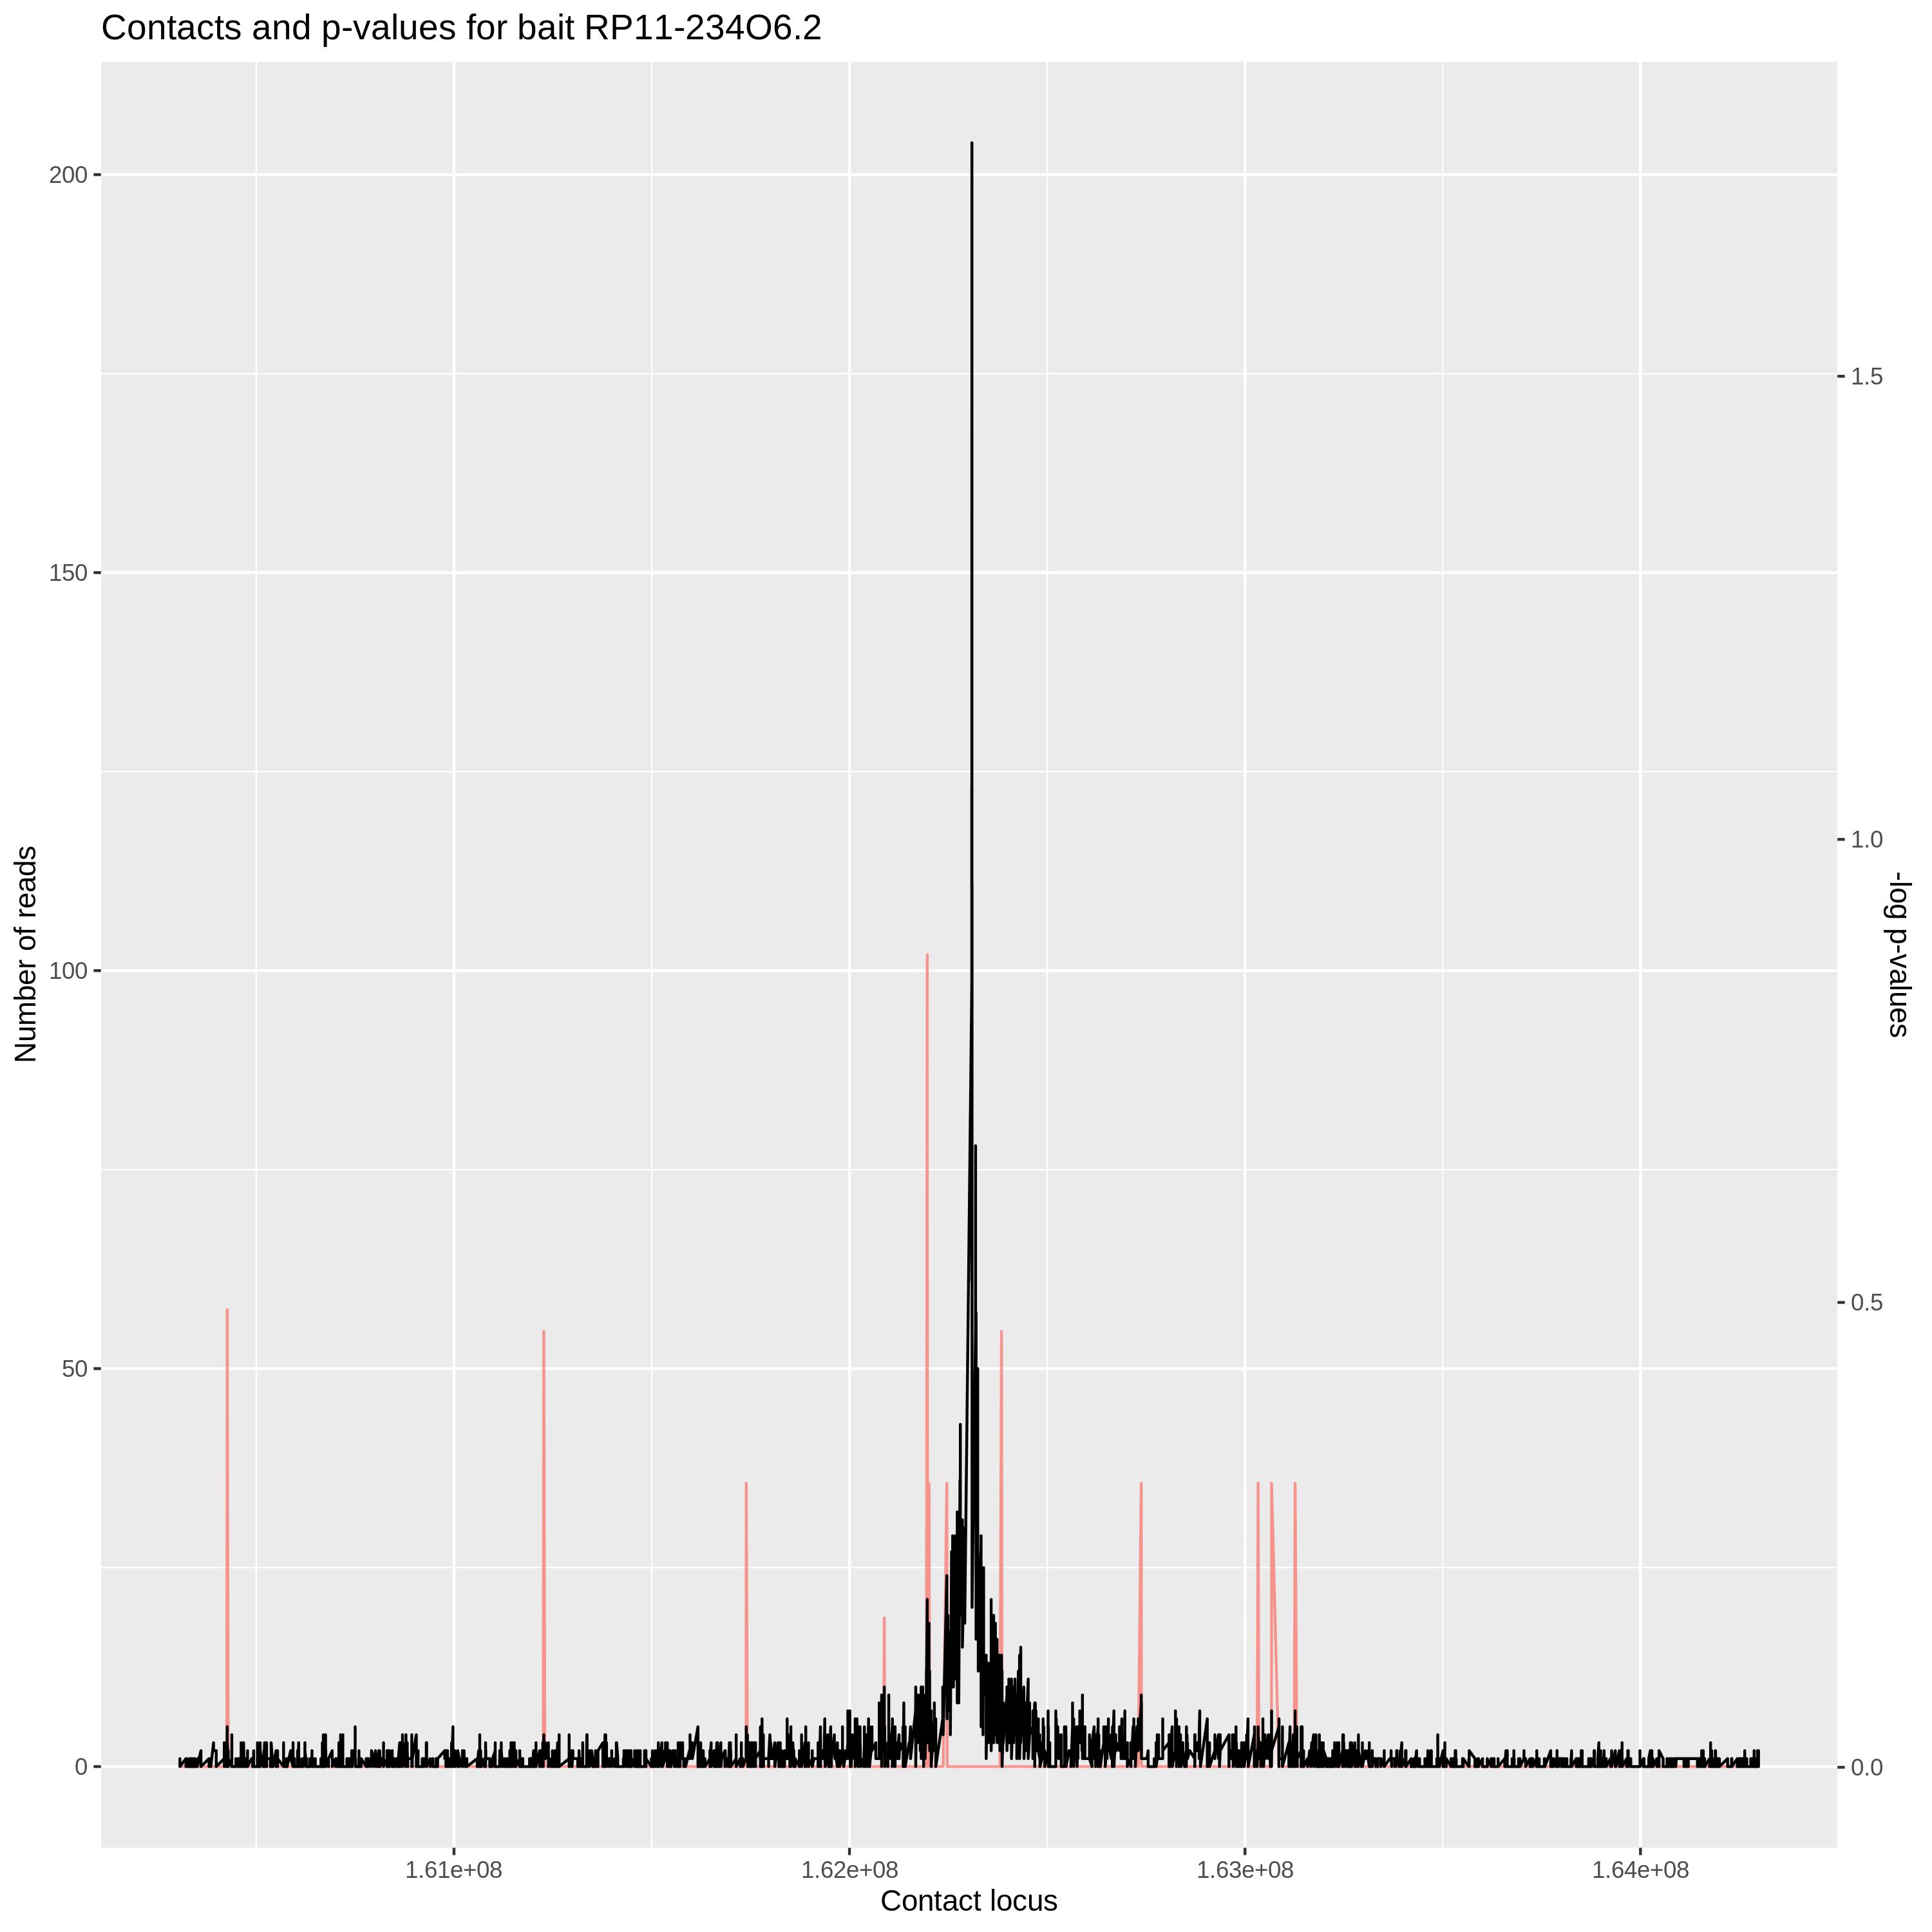 Contacts and p-values for bait RP11-234O6.2
200
150
100
50
0
Number of reads
1.5
1.0
0.5
0.0
-log p-values
1.61e+08
1.62e+08
1.63e+08
1.64e+08
Contact locus